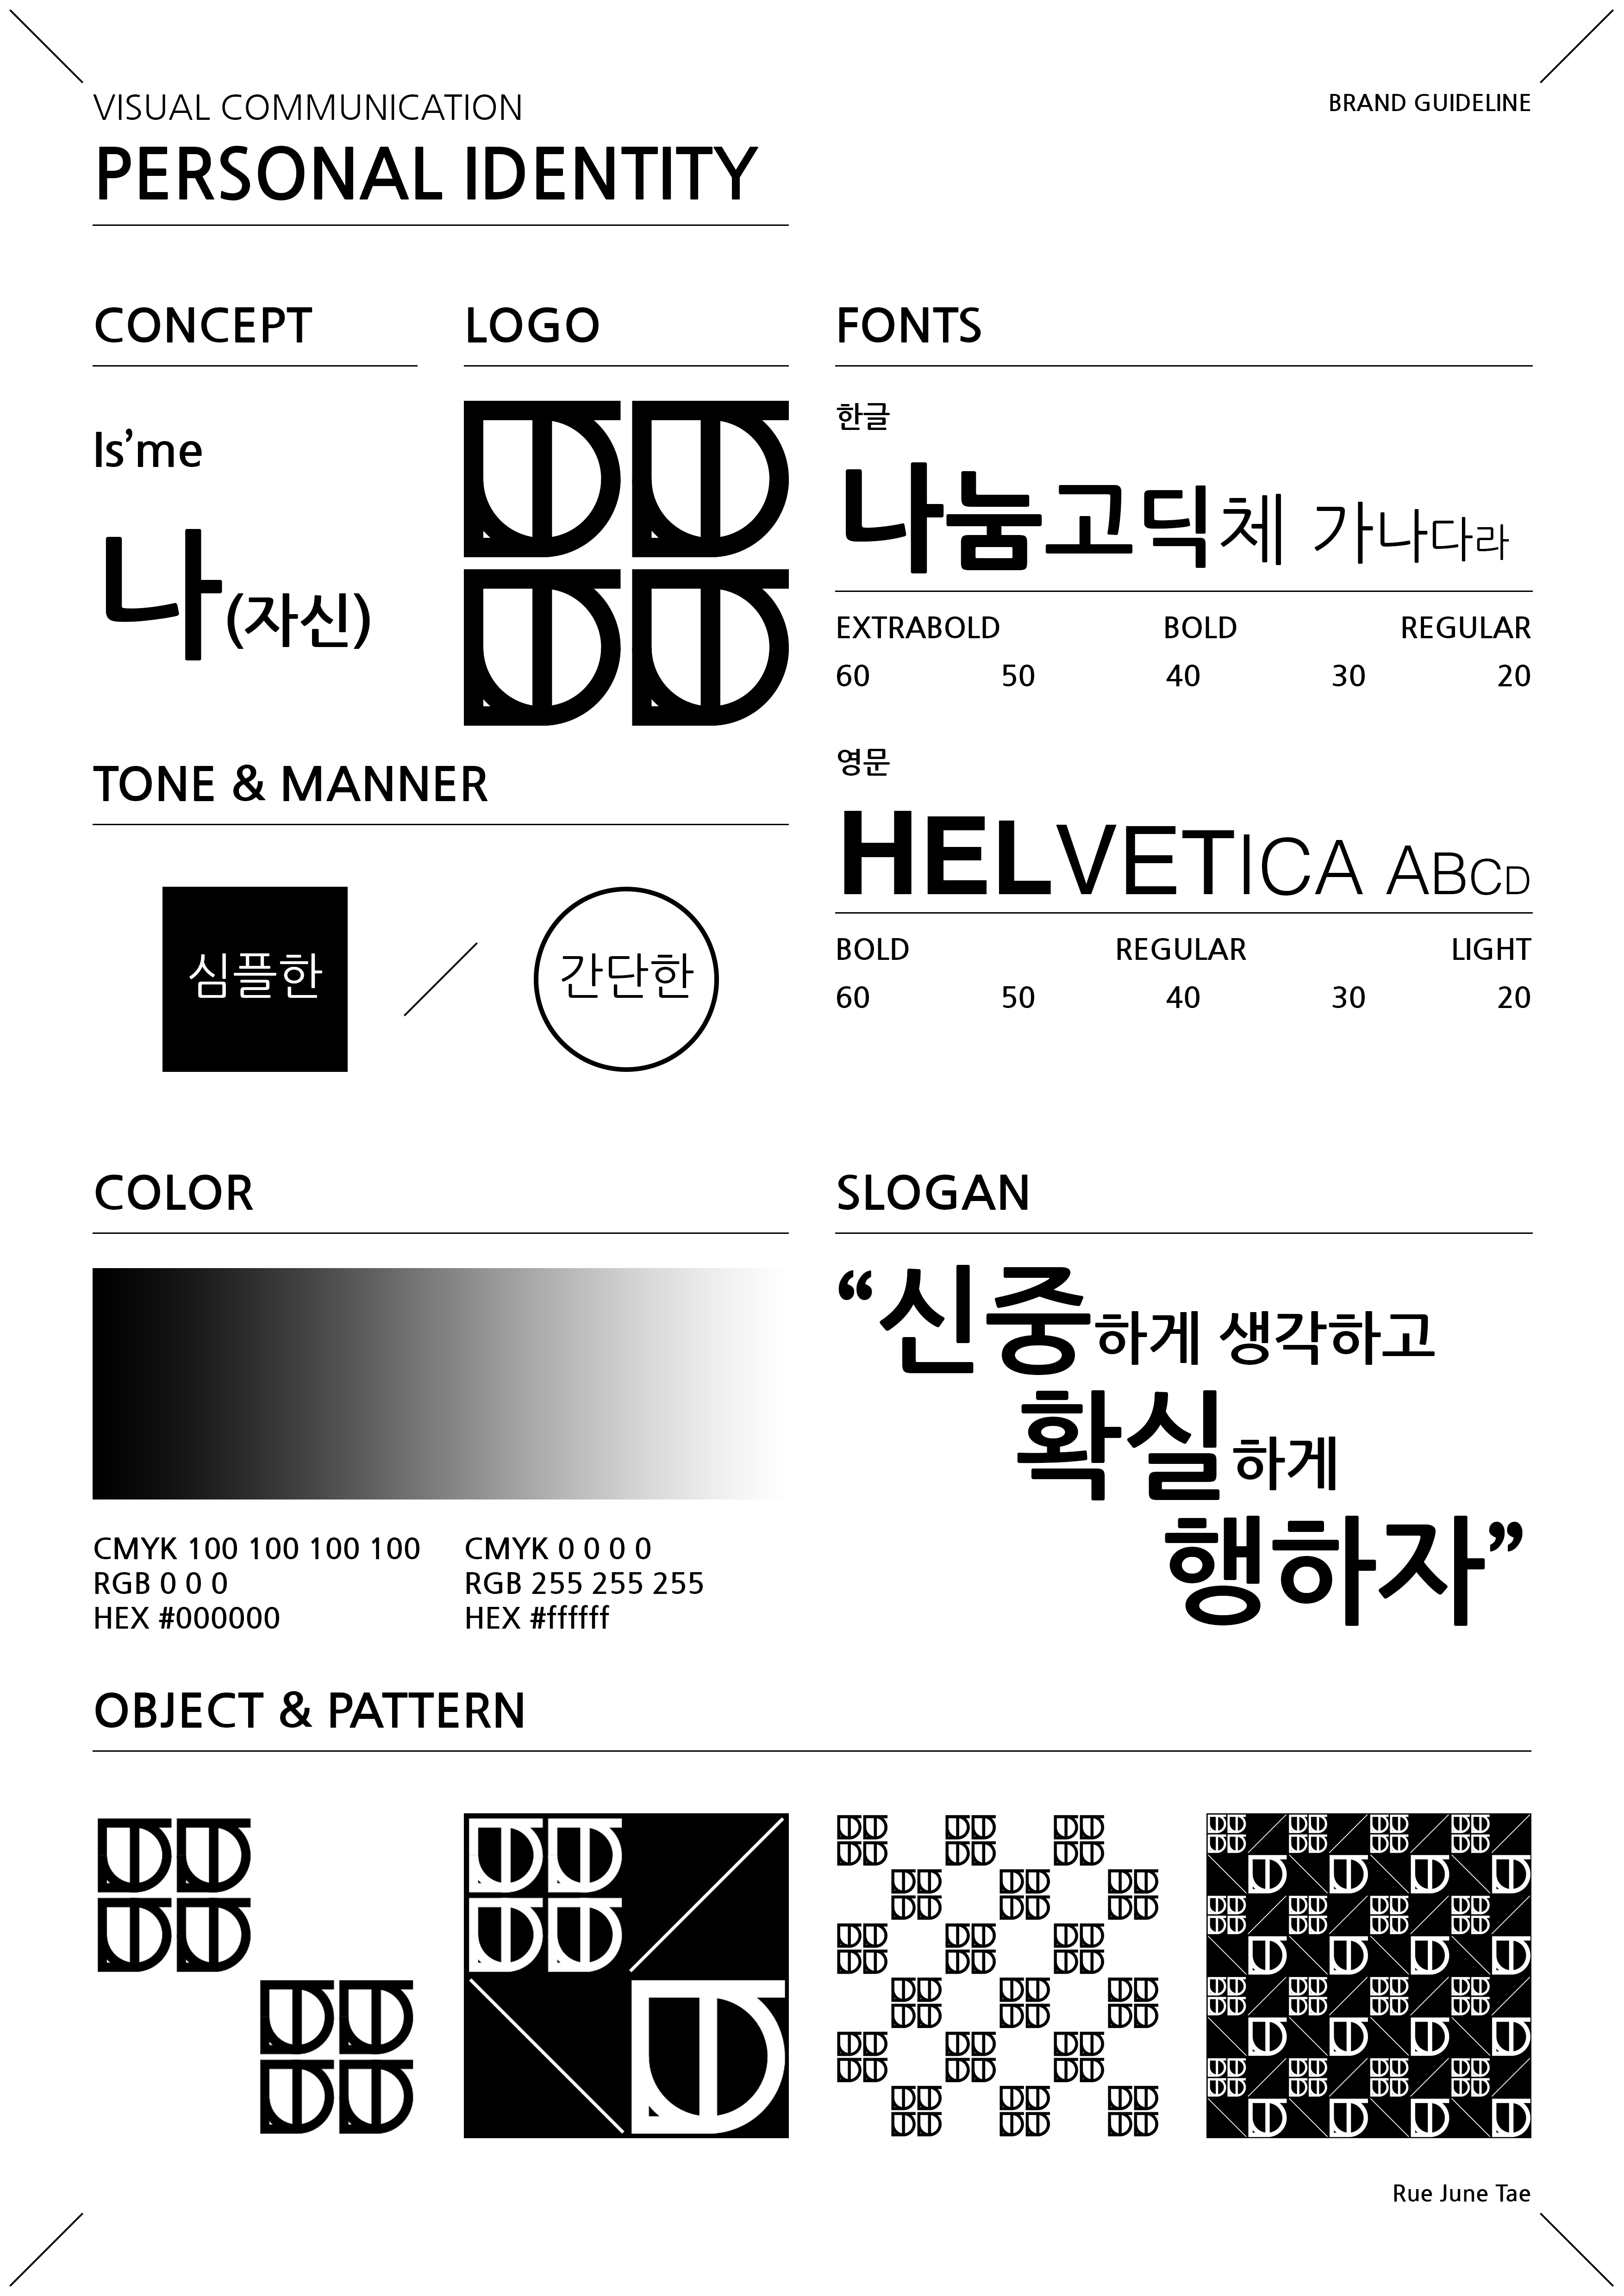 VISUAL COMMUNICATION
BRAND GUIDELINE
PERSONAL IDENTITY
CONCEPT
Is’me
나(자신)
LOGO
FONTS
한글
나눔고딕체 가나다라
EXTRABOLD BOLD REGULAR
60 50 40 30 20
영문
HELVETICA ABCD
BOLD REGULAR LIGHT
60 50 40 30 20
TONE & MANNER
심플한
간단한
COLOR
CMYK 100 100 100 100
RGB 0 0 0
HEX #000000
CMYK 0 0 0 0
RGB 255 255 255
HEX #ffffff
SLOGAN
“신중하게 생각하고
확실하게
행하자”
OBJECT & PATTERN
Rue June Tae